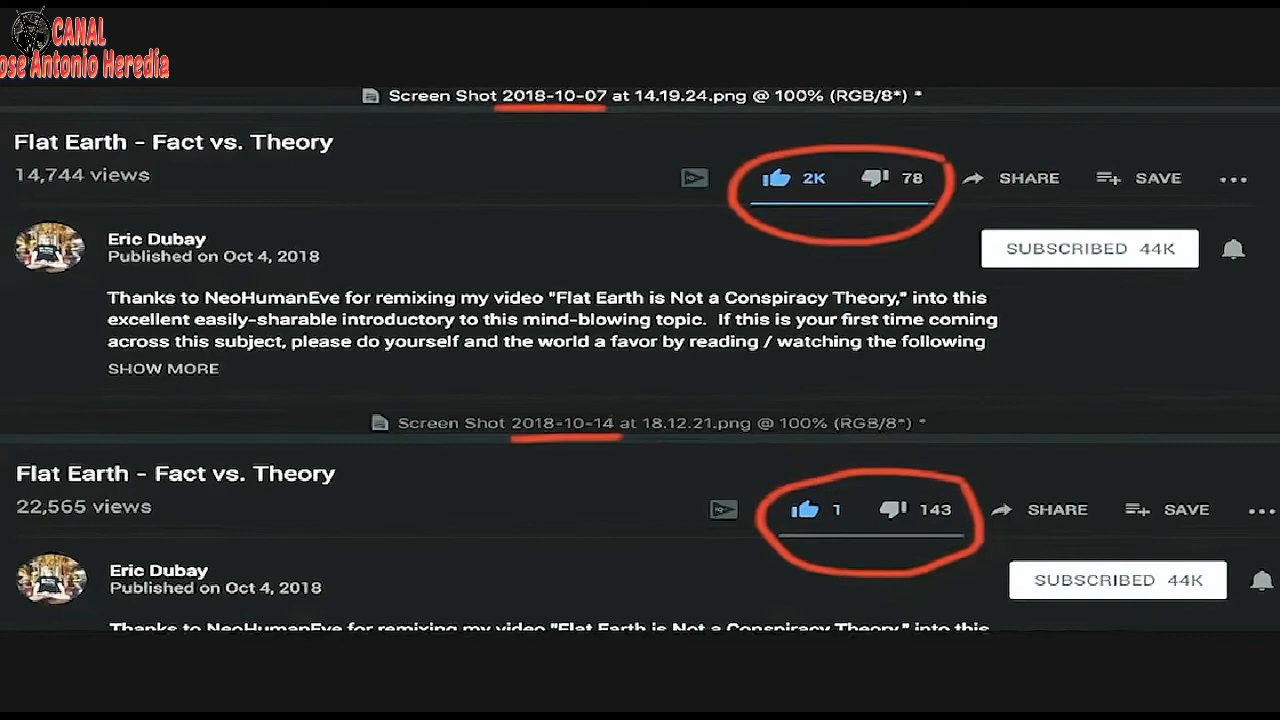 CANAL
ose Antonio Heredia
Screen Shot 2018-10-07 at 14.19.24.png @ 100% (RGB/8*) *
Flat Earth - Fact vs. Theory
14,744 views
2K 78 SHARE SAVE
Eric Dubay
Published on Oct 4, 2018
SUBSCRIBED 44K
Thanks to NeoHumanEve for remixing my video "Flat Earth is Not a Conspiracy Theory," into this
excellent easily-sharable introductory to this mind-blowing topic. If this is your first time coming
across this subject, please do yourself and the world a favor by reading / watching the following
SHOW MORE
Screen Shot 2018-10-14 at 18.12.21.png @ 100% (RGB/8*) *
Flat Earth - Fact vs. Theory
22,565 views
1 143 SHARE SAVE
Eric Dubay
Published on Oct 4, 2018
SUBSCRIBED 44K
Thanks to NeoHumanEve for remixing my video "Flat Earth is Not a Conspiracy Theory," into this